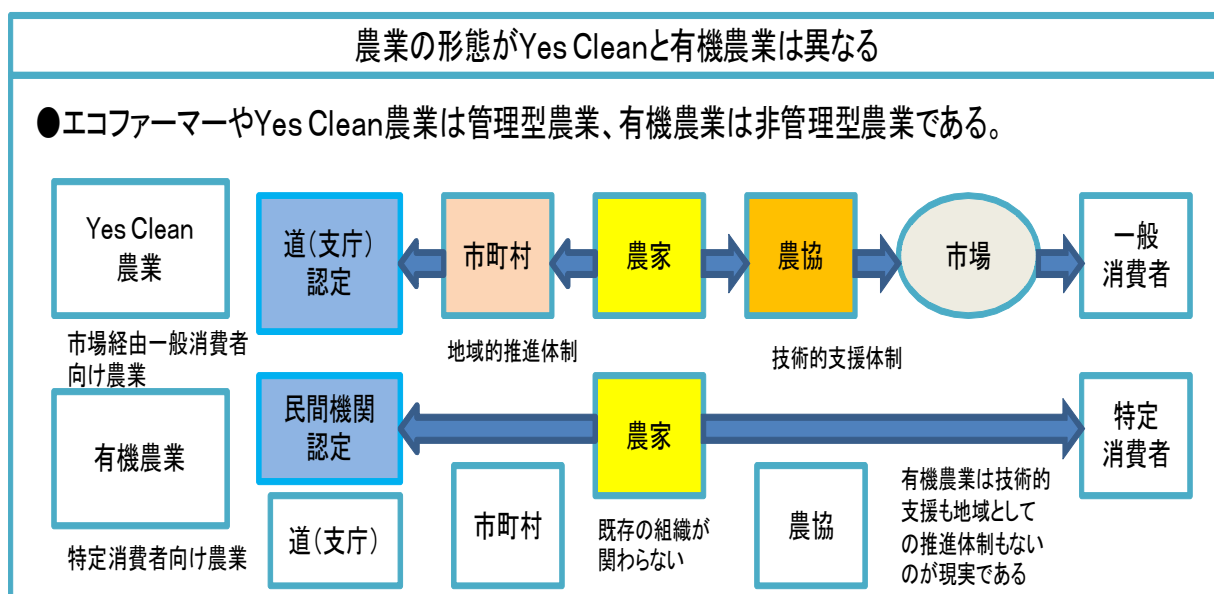 農業の形態がYes Cleanと有機農業は異なる
●エコファーマーやYes Clean農業は管理型農業、有機農業は非管理型農業である。
Yes Clean
農業
道(支庁)
認定
市町村
農家
農協
市場
一般
消費者
市場経由一般消費者
向け農業
地域的推進体制
技術的支援体制
有機農業
民間機関
認定
農家
特定
消費者
特定消費者向け農業
道(支庁)
市町村
既存の組織が
関わらない
農協
有機農業は技術的
支援も地域として
の推進体制もない
のが現実である